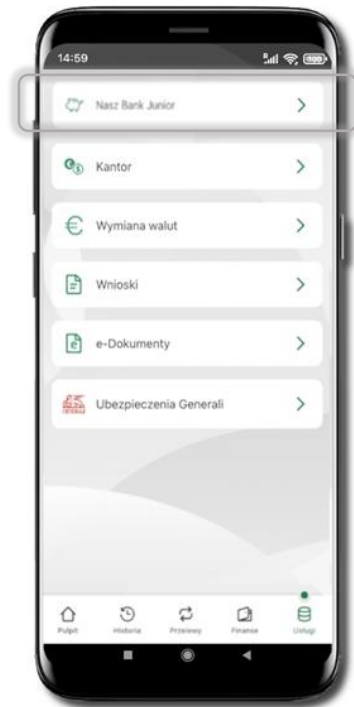 14:59
Nasz Bank Junior
Kantor
Wymiana walut
Wnioski
e-Dokumenty
Ubezpieczenia Generali
Pulpit Historia Przelewy Finanse Usługi